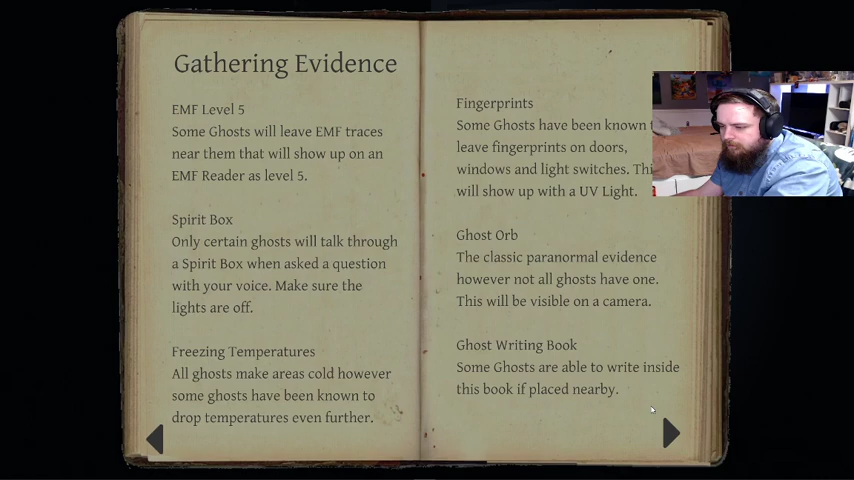 Gathering Evidence
EMF Level 5
Some Ghosts will leave EMF traces
near them that will show up on an
EMF Reader as level 5.
Spirit Box
Only certain ghosts will talk through
a Spirit Box when asked a question
with your voice. Make sure the
lights are off.
Freezing Temperatures
All ghosts make areas cold however
some ghosts have been known to
drop temperatures even further.
Fingerprints
Some Ghosts have been known
leave fingerprints on doors,
windows and light switches. Thi
will show up with a UV Light.
Ghost Orb
The classic paranormal evidence
however not all ghosts have one.
This will be visible on a camera.
Ghost Writing Book
Some Ghosts are able to write inside
this book if placed nearby.